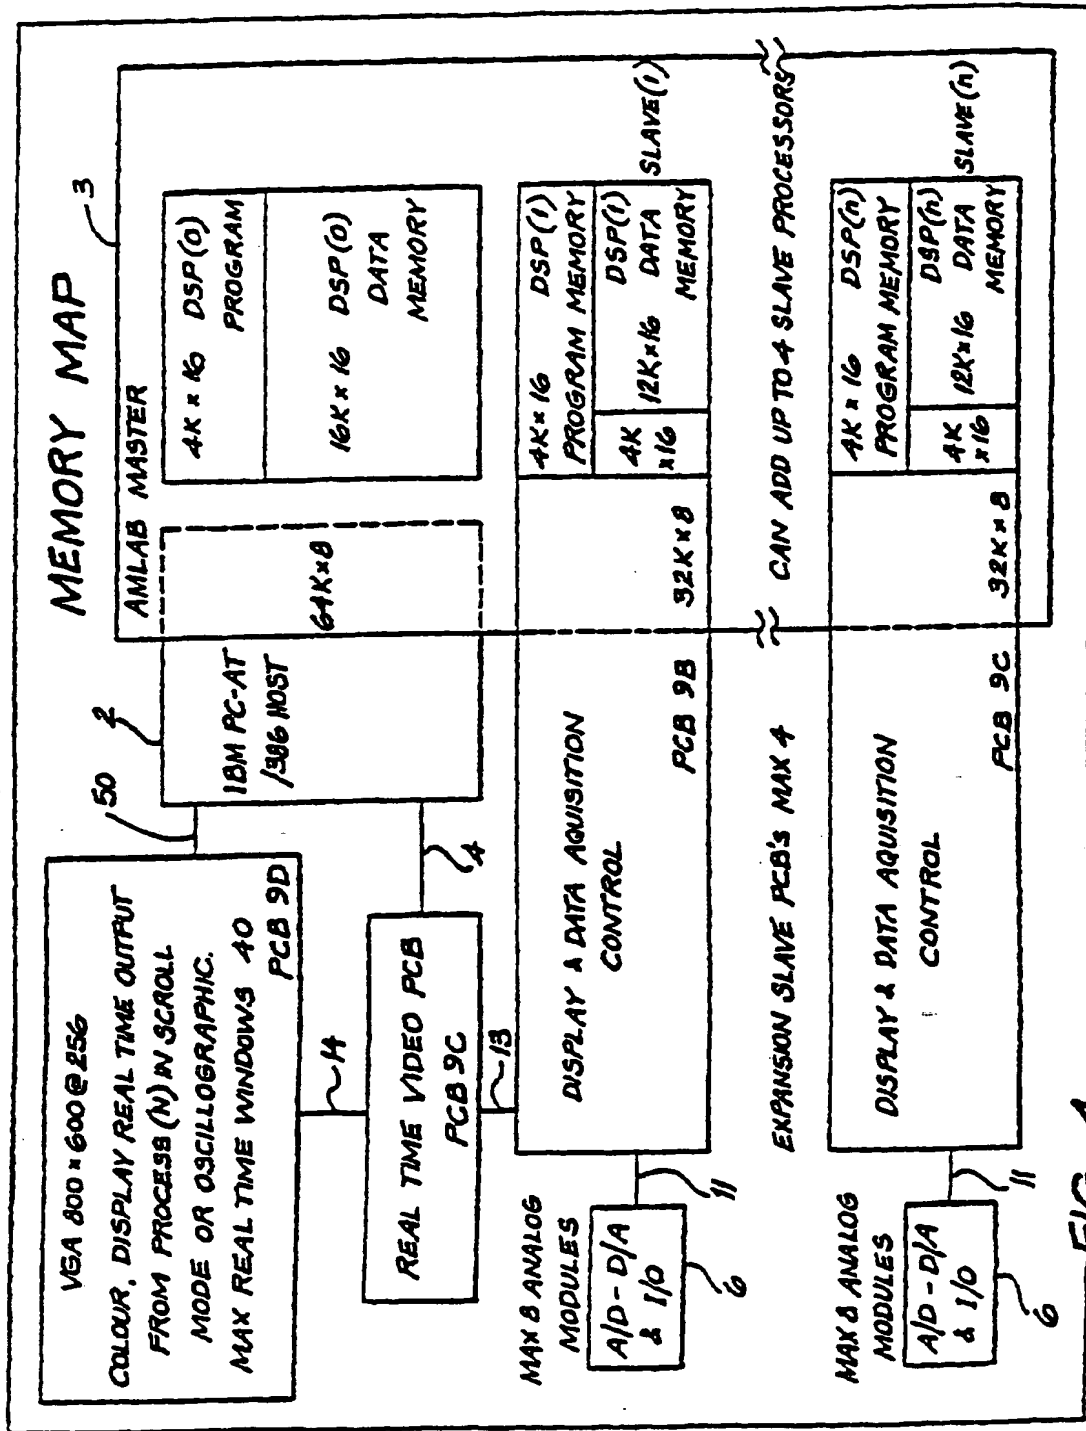 MEMORY MAP
3
AMLAB MASTER
4K x 16 DSP(0)
PROGRAM
16K x 16 DSP(0)
DATA
MEMORY
64K x 8
2
IBM PC-AT
/386 HOST
50
VGA 800 x 600 @ 256
COLOUR, DISPLAY REAL TIME OUTPUT
FROM PROCESS (N) IN SCROLL
MODE OR OSCILLOGRAPHIC.
MAX REAL TIME WINDOWS 40
PCB 9D
14
4
REAL TIME VIDEO PCB
PCB 9C
13
4K x 16 DSP(1)
PROGRAM MEMORY
4K
x 16
12K x 16
DSP(1)
DATA
MEMORY
SLAVE(1)
32K x 8
DISPLAY & DATA AQUISITION
CONTROL
PCB 9B
MAX 8 ANALOG
MODULES
A/D - D/A
& I/O
11
6
EXPANSION SLAVE PCB'S MAX 4
CAN ADD UP TO 4 SLAVE PROCESSORS
4K x 16 DSP(n)
PROGRAM MEMORY
4K
x 16
12K x 16
DSP(n)
DATA
MEMORY
SLAVE(n)
32K x 8
DISPLAY & DATA AQUISITION
CONTROL
PCB 9C
MAX 8 ANALOG
MODULES
A/D - D/A
& I/O
11
6